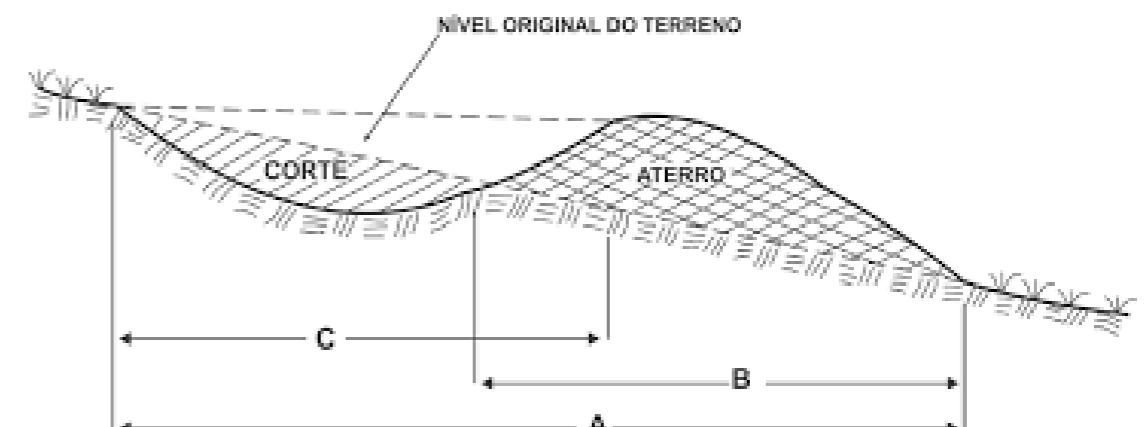 NÍVEL ORIGINAL DO TERRENO
CORTE
ATERRO
C
B
A